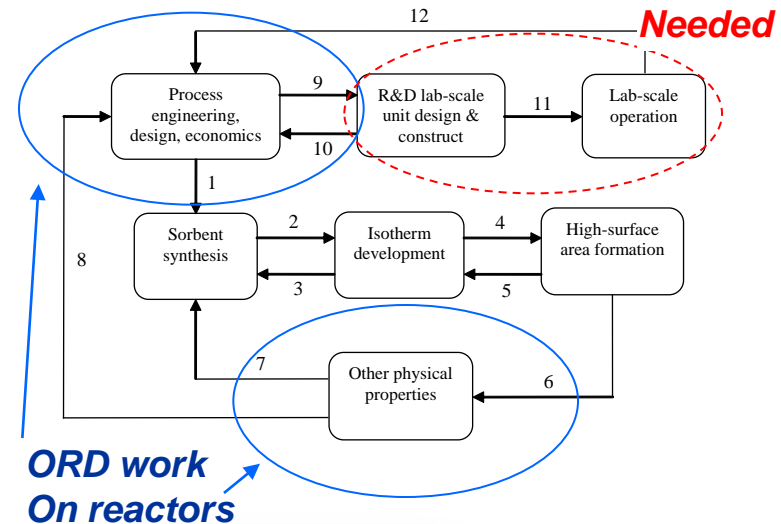 12
Needed
Process
engineering,
design, economics
9
10
R&D lab-scale
unit design &
construct
11
Lab-scale
operation
1
Sorbent
synthesis
2
3
Isotherm
development
4
5
High-surface
area formation
8
7
Other physical
properties
6
ORD work
On reactors